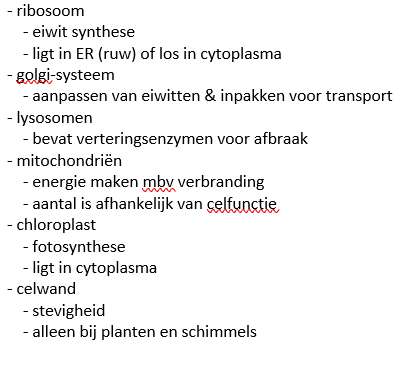 - ribosoom
- eiwit synthese
- ligt in ER (ruw) of los in cytoplasma
- golgi-systeem
- aanpassen van eiwitten & inpakken voor transport
- lysosomen
- bevat verteringsenzymen voor afbraak
- mitochondriën
- energie maken mbv verbranding
- aantal is afhankelijk van celfunctie
- chloroplast
- fotosynthese
- ligt in cytoplasma
- celwand
- stevigheid
- alleen bij planten en schimmels